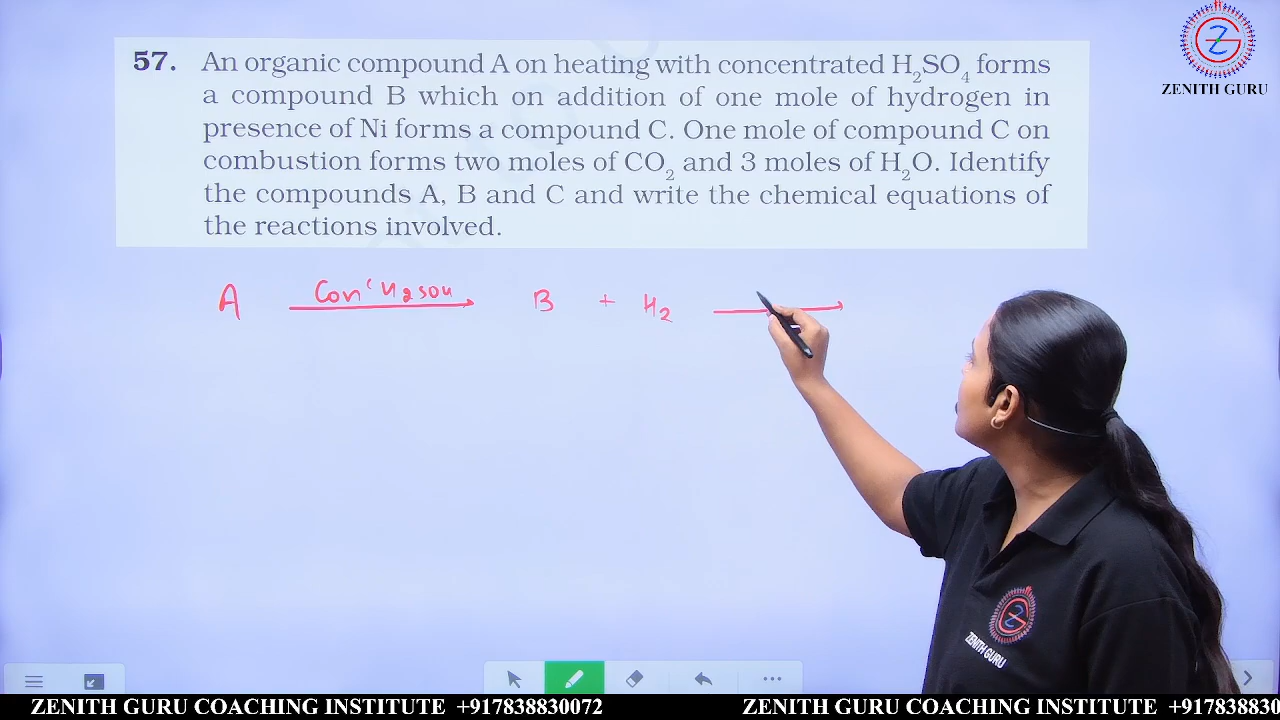 57. An organic compound A on heating with concentrated H₂SO₄ forms
a compound B which on addition of one mole of hydrogen in
presence of Ni forms a compound C. One mole of compound C on
combustion forms two moles of CO₂ and 3 moles of H₂O. Identify
the compounds A, B and C and write the chemical equations of
the reactions involved.
ZENITH GURU
A Con' H₂SO₄ B + H₂
ZENITH GURU
ZENITH GURU COACHING INSTITUTE +917838830072 ZENITH GURU COACHING INSTITUTE +9178388300